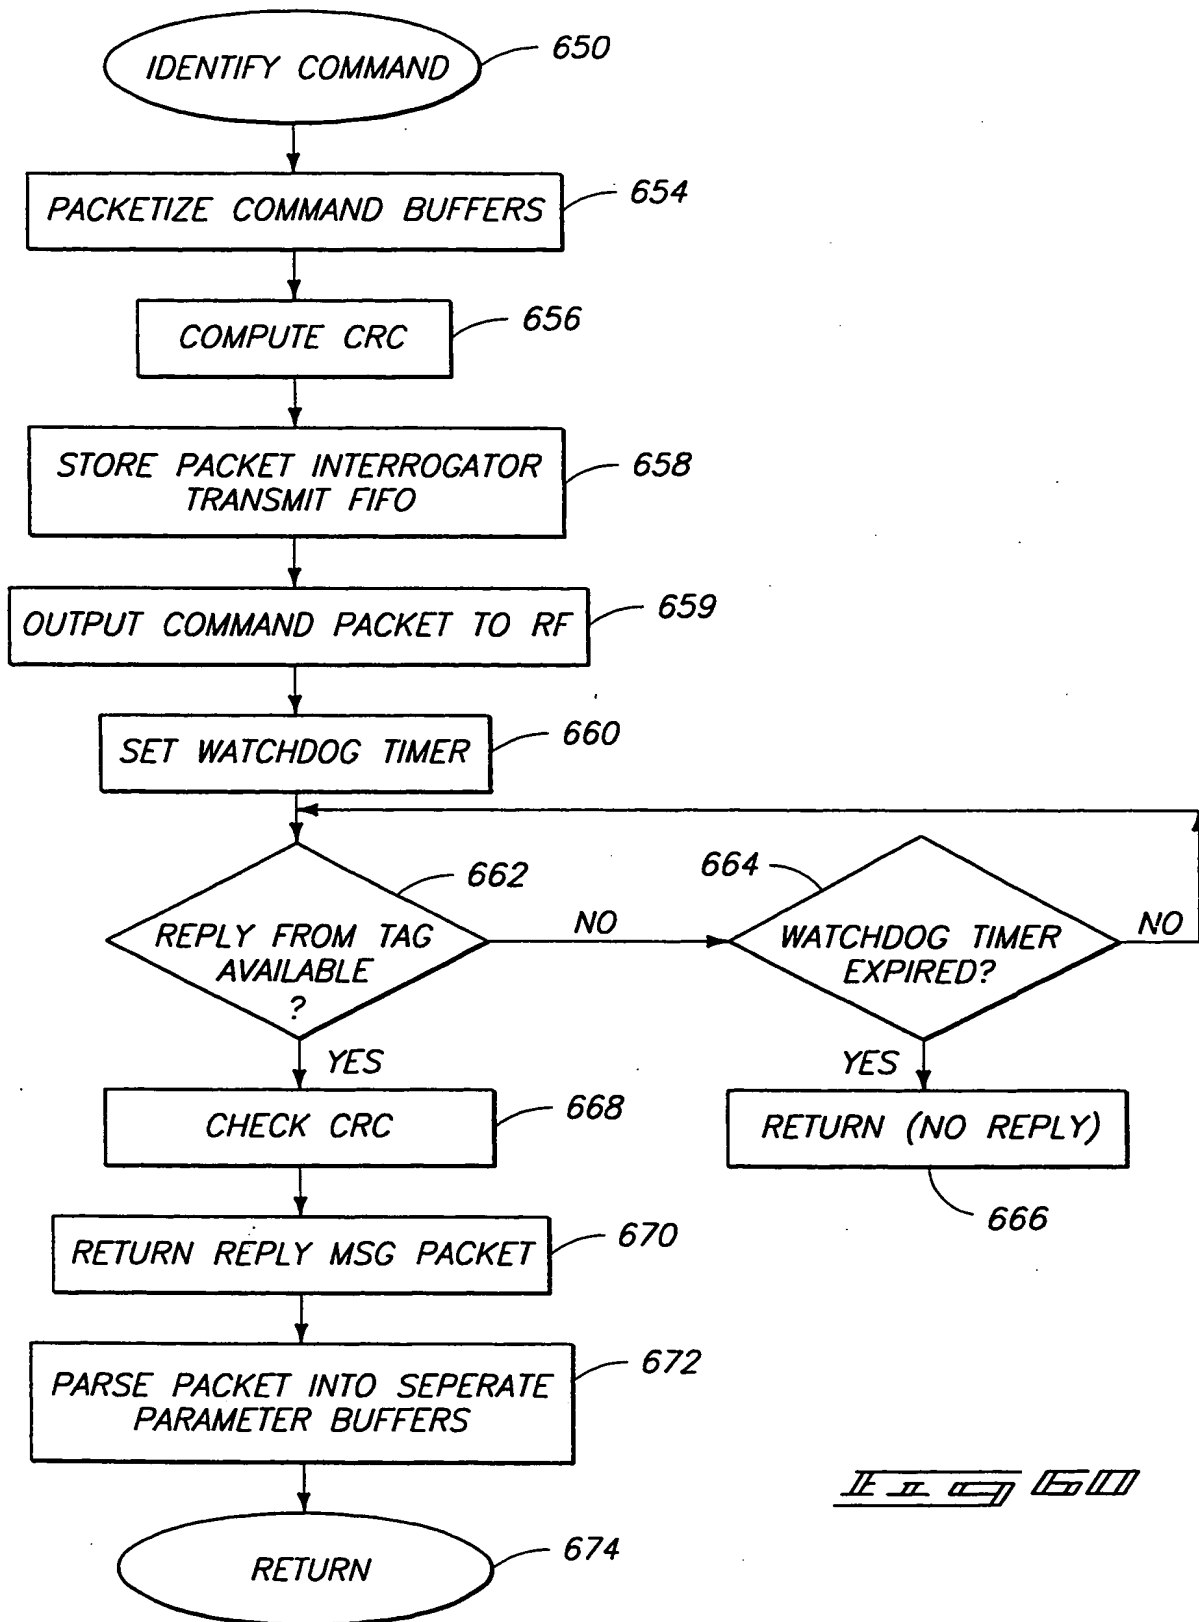 IDENTIFY COMMAND
650
PACKETIZE COMMAND BUFFERS
654
COMPUTE CRC
656
STORE PACKET INTERROGATOR
TRANSMIT FIFO
658
OUTPUT COMMAND PACKET TO RF
659
SET WATCHDOG TIMER
660
REPLY FROM TAG
AVAILABLE
?
662
NO
WATCHDOG TIMER
EXPIRED?
664
NO
YES
YES
CHECK CRC
668
RETURN (NO REPLY)
666
RETURN REPLY MSG PACKET
670
PARSE PACKET INTO SEPERATE
PARAMETER BUFFERS
672
RETURN
674
FIG 60